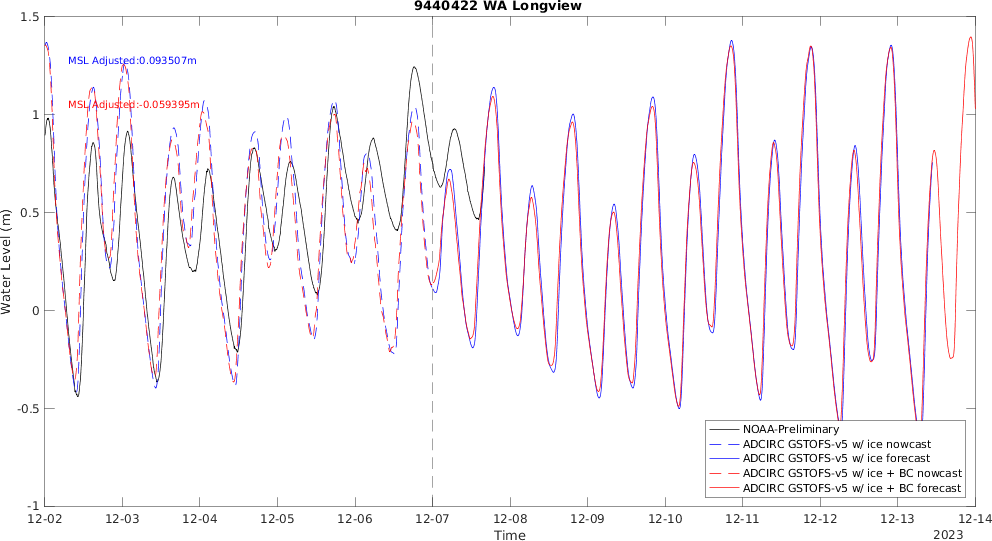 9440422 WA Longview
1.5
1
0.5
0
-0.5
-1
Water Level (m)
MSL Adjusted:0.093507m
MSL Adjusted:-0.059395m
NOAA-Preliminary
ADCIRC GSTOFS-v5 w/ ice nowcast
ADCIRC GSTOFS-v5 w/ ice forecast
ADCIRC GSTOFS-v5 w/ ice + BC nowcast
ADCIRC GSTOFS-v5 w/ ice + BC forecast
12-02 12-03 12-04 12-05 12-06 12-07 12-08 12-09 12-10 12-11 12-12 12-13 12-14
Time
2023